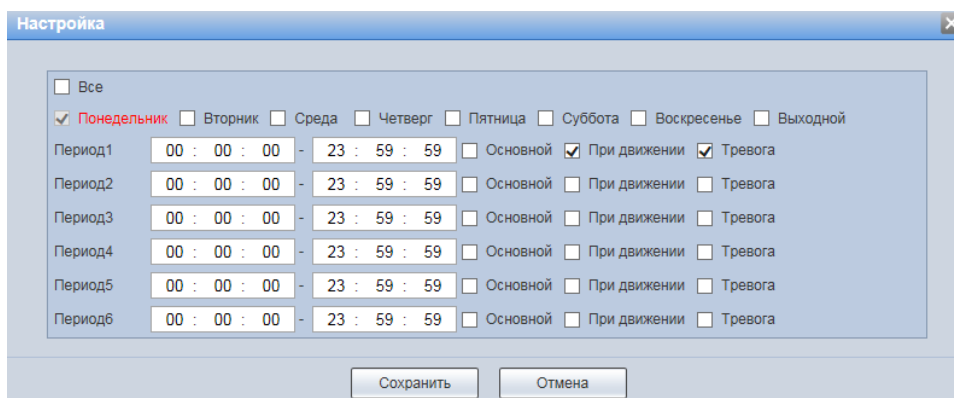 Настройка
Все
Понедельник Вторник Среда Четверг Пятница Суббота Воскресенье Выходной
Период1 00 : 00 : 00 - 23 : 59 : 59 Основной При движении Тревога
Период2 00 : 00 : 00 - 23 : 59 : 59 Основной При движении Тревога
Период3 00 : 00 : 00 - 23 : 59 : 59 Основной При движении Тревога
Период4 00 : 00 : 00 - 23 : 59 : 59 Основной При движении Тревога
Период5 00 : 00 : 00 - 23 : 59 : 59 Основной При движении Тревога
Период6 00 : 00 : 00 - 23 : 59 : 59 Основной При движении Тревога
Сохранить Отмена